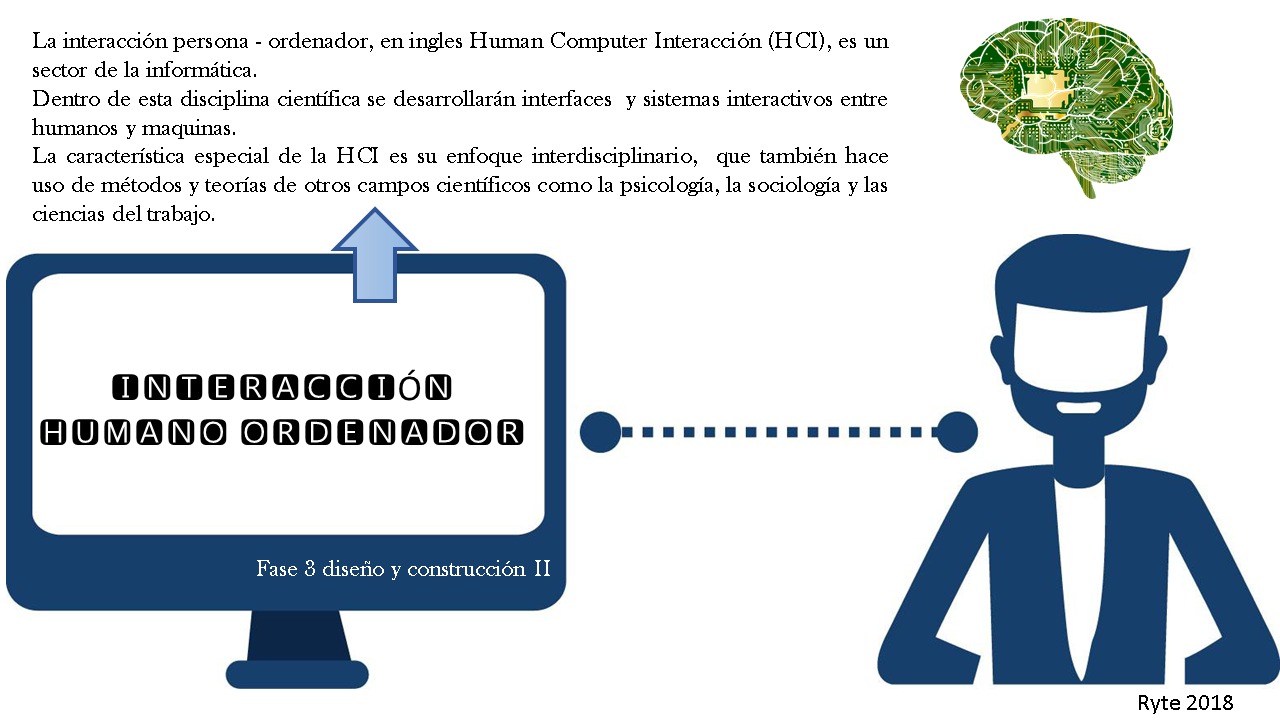 La interacción persona - ordenador, en ingles Human Computer Interacción (HCI), es un
sector de la informática.
Dentro de esta disciplina científica se desarrollarán interfaces y sistemas interactivos entre
humanos y maquinas.
La característica especial de la HCI es su enfoque interdisciplinario, que también hace
uso de métodos y teorías de otros campos científicos como la psicología, la sociología y las
ciencias del trabajo.
INTERACCIÓN
HUMANO ORDENADOR
Fase 3 diseño y construcción II
Ryte 2018